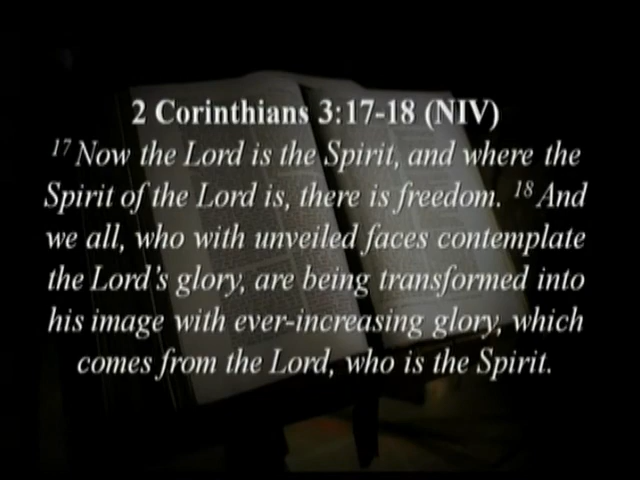 2 Corinthians 3:17-18 (NIV)
17 Now the Lord is the Spirit, and where the
Spirit of the Lord is, there is freedom. 18 And
we all, who with unveiled faces contemplate
the Lord's glory, are being transformed into
his image with ever-increasing glory, which
comes from the Lord, who is the Spirit.